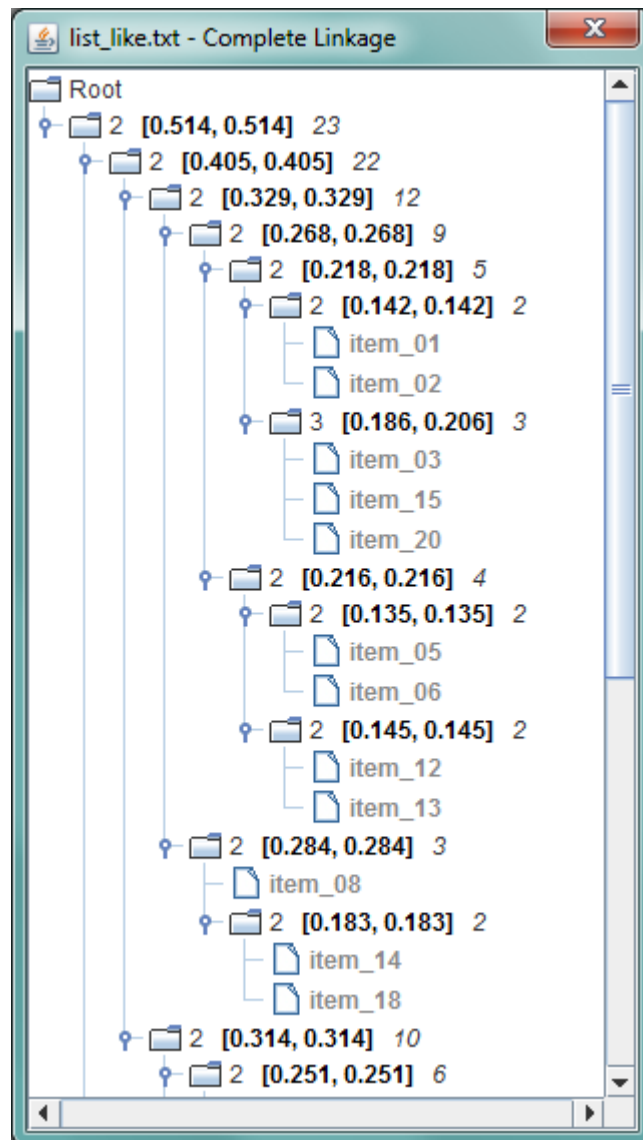 list_like.txt - Complete Linkage
Root
2 [0.514, 0.514] 23
2 [0.405, 0.405] 22
2 [0.329, 0.329] 12
2 [0.268, 0.268] 9
2 [0.218, 0.218] 5
2 [0.142, 0.142] 2
item_01
item_02
3 [0.186, 0.206] 3
item_03
item_15
item_20
2 [0.216, 0.216] 4
2 [0.135, 0.135] 2
item_05
item_06
2 [0.145, 0.145] 2
item_12
item_13
2 [0.284, 0.284] 3
item_08
2 [0.183, 0.183] 2
item_14
item_18
2 [0.314, 0.314] 10
2 [0.251, 0.251] 6